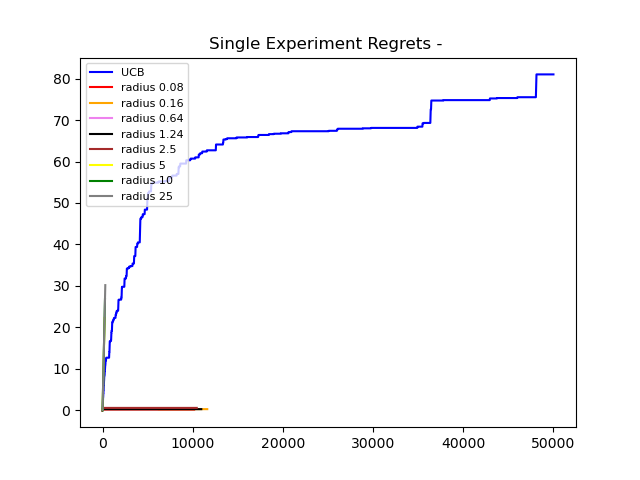 Single Experiment Regrets -
80
70
60
50
40
30
20
10
0
UCB
radius 0.08
radius 0.16
radius 0.64
radius 1.24
radius 2.5
radius 5
radius 10
radius 25
0 10000 20000 30000 40000 50000